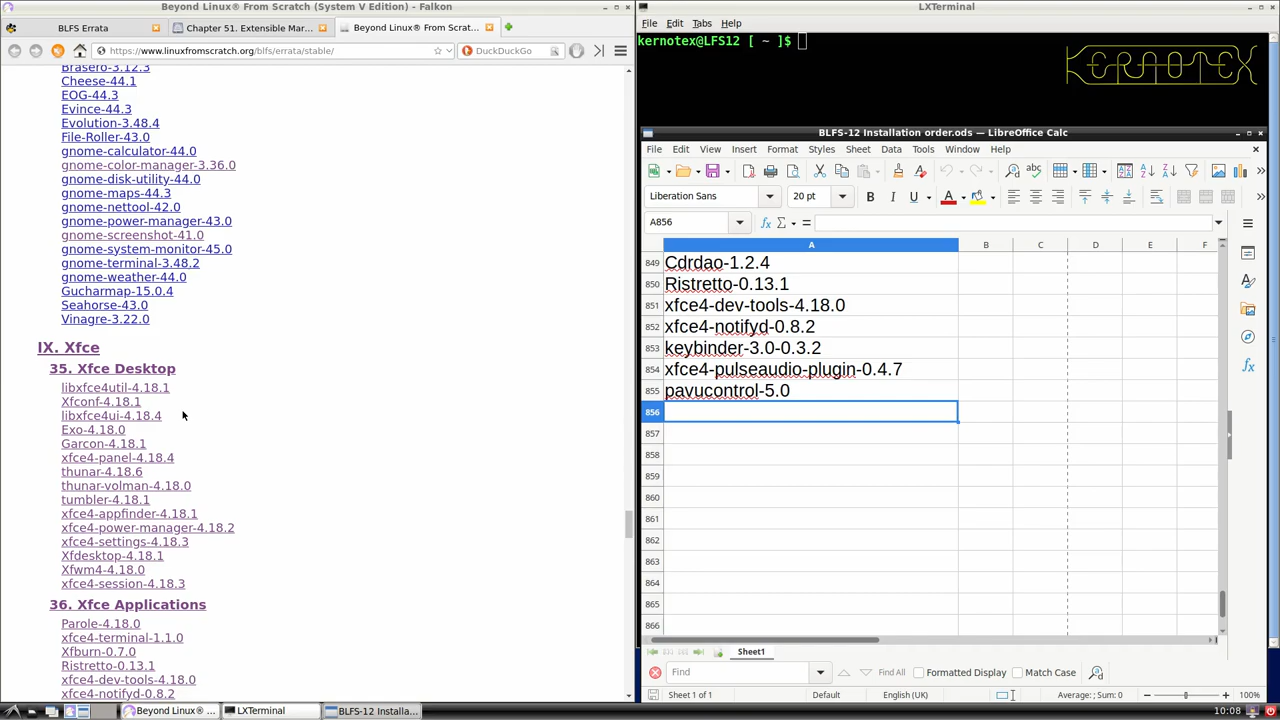 Beyond Linux® From Scratch (System V Edition) - Falkon
BLFS Errata
Chapter 51. Extensible Mar...
Beyond Linux® From Scrat...
https://www.linuxfromscratch.org/blfs/errata/stable/
DuckDuckGo
Brasero-3.12.3
Cheese-44.1
EOG-44.3
Evince-44.3
Evolution-3.48.4
File-Roller-43.0
gnome-calculator-44.0
gnome-color-manager-3.36.0
gnome-disk-utility-44.0
gnome-maps-44.3
gnome-nettool-42.0
gnome-power-manager-43.0
gnome-screenshot-41.0
gnome-system-monitor-45.0
gnome-terminal-3.48.2
gnome-weather-44.0
Gucharmap-15.0.4
Seahorse-43.0
Vinagre-3.22.0
IX. Xfce
35. Xfce Desktop
libxfce4util-4.18.1
Xfconf-4.18.1
libxfce4ui-4.18.4
Exo-4.18.0
Garcon-4.18.1
xfce4-panel-4.18.4
thunar-4.18.6
thunar-volman-4.18.0
tumbler-4.18.1
xfce4-appfinder-4.18.1
xfce4-power-manager-4.18.2
xfce4-settings-4.18.3
Xfdesktop-4.18.1
Xfwm4-4.18.0
xfce4-session-4.18.3
36. Xfce Applications
Parole-4.18.0
xfce4-terminal-1.1.0
Xfburn-0.7.0
Ristretto-0.13.1
xfce4-dev-tools-4.18.0
xfce4-notifyd-0.8.2
LXTerminal
File Edit Tabs Help
kernotex@LFS12 [ ~ ]$
KERNOTEX
BLFS-12 Installation order.ods — LibreOffice Calc
File Edit View Insert Format Styles Sheet Data Tools Window Help
Liberation Sans
20 pt
A856
A B C D E F
849 Cdrdao-1.2.4
850 Ristretto-0.13.1
851 xfce4-dev-tools-4.18.0
852 xfce4-notifyd-0.8.2
853 keybinder-3.0-0.3.2
854 xfce4-pulseaudio-plugin-0.4.7
855 pavucontrol-5.0
856
857
858
859
860
861
862
863
864
865
866
Sheet1
Find
Find All
Formatted Display
Match Case
Sheet 1 of 1
Default
English (UK)
Average: ; Sum: 0
100%
Beyond Linux® ...
LXTerminal
BLFS-12 Installa...
10:08